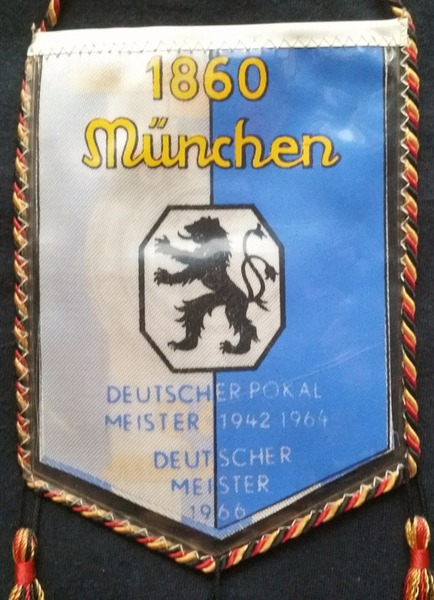 1860
München
DEUTSCHER-POKAL
MEISTER 1942 1964
DEUTSCHER
MEISTER
1966